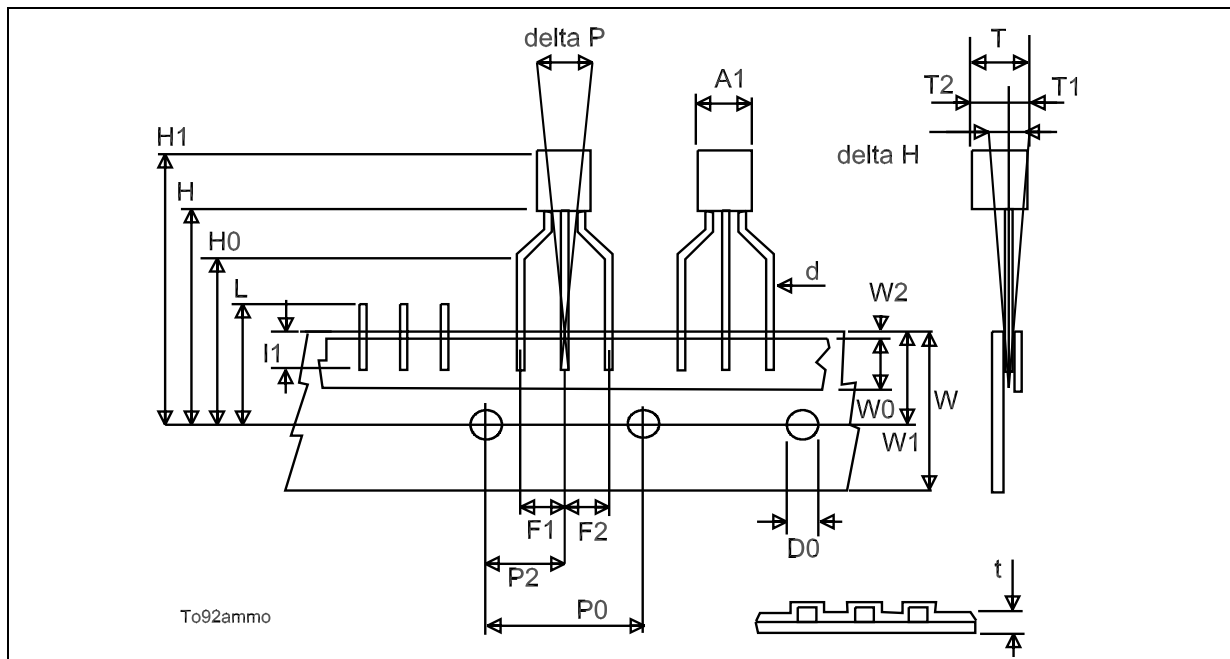 delta P
T
A1
T2
T1
H1
delta H
H
H0
d
L
W2
I1
W0
W
W1
F1
F2
D0
P2
t
P0
To92ammo